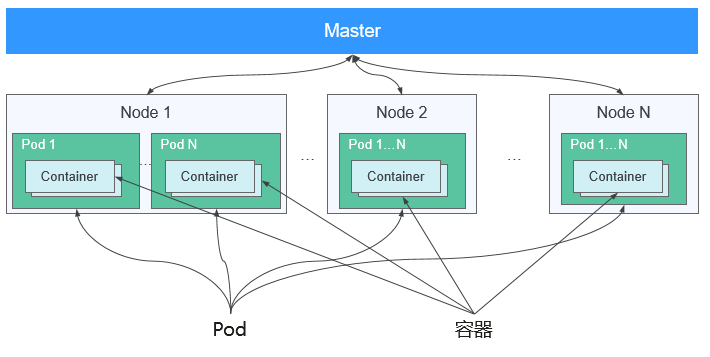 Master
Node 1
Node 2
Node N
Pod 1
Pod N
Pod 1...N
Pod 1...N
...
...
...
Container
Container
Container
Container
Pod
容器